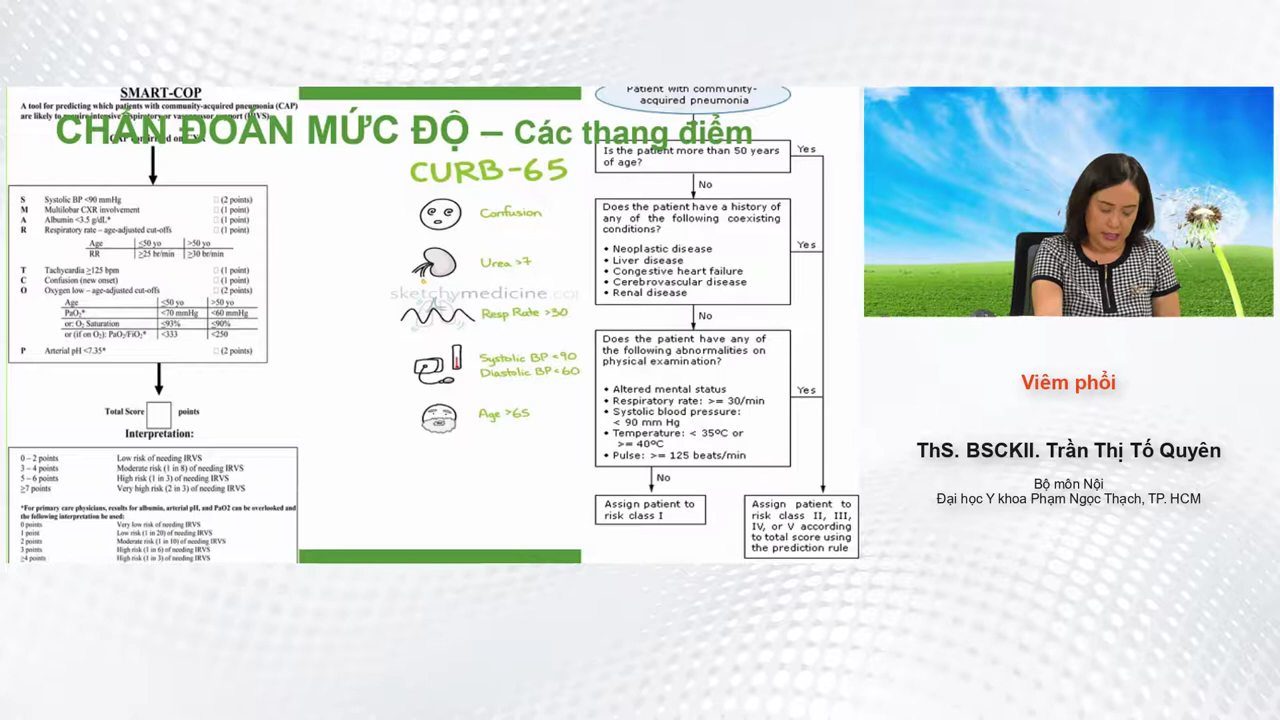 SMART-COP
A tool for predicting which patients with community-acquired pneumonia (CAP)
are likely to require intensive respiratory or vasopressor support (IRVS)
CHẨN ĐOÁN MỨC ĐỘ – Các thang điểm
S Systolic BP <90 mmHg □ (2 points)
M Multilobar CXR involvement □ (1 point)
A Albumin <3.5 g/dL* □ (1 point)
R Respiratory rate – age-adjusted cut-offs □ (1 point)
Age ≤50 yo >50 yo
RR ≥25 br/min ≥30 br/min
T Tachycardia ≥125 bpm □ (1 point)
C Confusion (new onset) □ (1 point)
O Oxygen low – age-adjusted cut-offs □ (2 points)
Age ≤50 yo >50 yo
PaO₂* <70 mmHg <60 mmHg
or: O₂ Saturation ≤93% ≤90%
or (if on O₂): PaO₂/FiO₂* <333 <250
P Arterial pH <7.35* □ (2 points)
Total Score points
Interpretation:
0 – 2 points Low risk of needing IRVS
3 – 4 points Moderate risk (1 in 8) of needing IRVS
5 – 6 points High risk (1 in 3) of needing IRVS
≥7 points Very high risk (2 in 3) of needing IRVS
*For primary care physicians, results for albumin, arterial pH, and PaO2 can be overlooked and
the following interpretation be used:
0 points Very low risk of needing IRVS
1 point Low risk (1 in 20) of needing IRVS
2 points Moderate risk (1 in 10) of needing IRVS
3 points High risk (1 in 6) of needing IRVS
≥4 points High risk (1 in 3) of needing IRVS
CURB-65
Confusion
Urea >7
sketchymedicine.co
Resp Rate >30
Systolic BP <90
Diastolic BP <60
Age >65
Patient with community-
acquired pneumonia
Is the patient more than 50 years
of age?
Yes
No
Does the patient have a history of
any of the following coexisting
conditions?
• Neoplastic disease
• Liver disease
• Congestive heart failure
• Cerebrovascular disease
• Renal disease
Yes
No
Does the patient have any of
the following abnormalities on
physical examination?
• Altered mental status
• Respiratory rate: >= 30/min
• Systolic blood pressure:
< 90 mm Hg
• Temperature: < 35ºC or
>= 40ºC
• Pulse: >= 125 beats/min
Yes
No
Assign patient to
risk class I
Assign patient to
risk class II, III,
IV, or V according
to total score using
the prediction rule
Viêm phổi
ThS. BSCKII. Trần Thị Tố Quyên
Bộ môn Nội
Đại học Y khoa Phạm Ngọc Thạch, TP. HCM